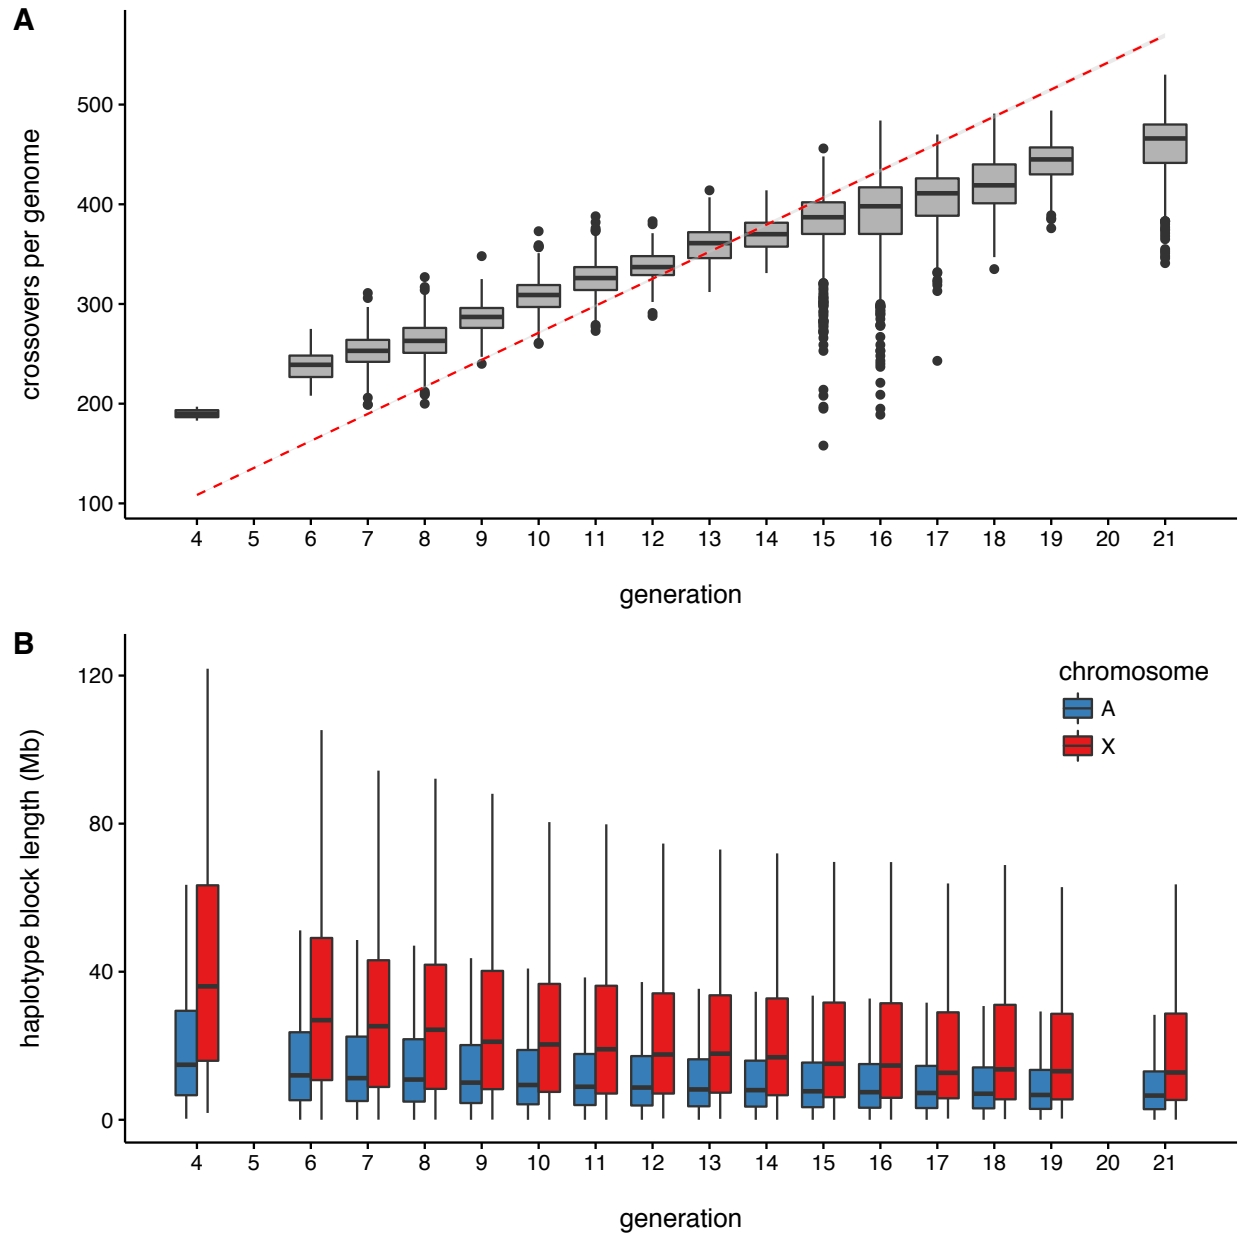 A
crossovers per genome
500
400
300
200
100
4 5 6 7 8 9 10 11 12 13 14 15 16 17 18 19 20 21
generation
B
haplotype block length (Mb)
120
80
40
0
chromosome
A
X
4 5 6 7 8 9 10 11 12 13 14 15 16 17 18 19 20 21
generation